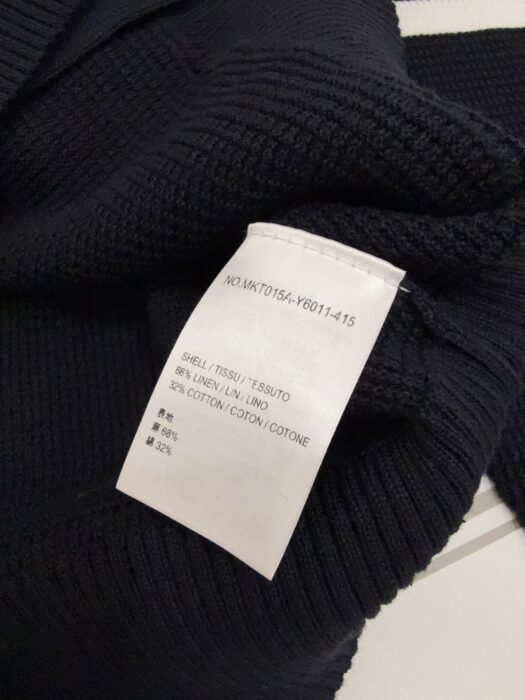 NO.MKT015A-Y6011-415
SHELL / TISSU / TESSUTO
68% LINEN / LIN / LINO
32% COTTON / COTON / COTONE
表地
麻 68%
綿 32%